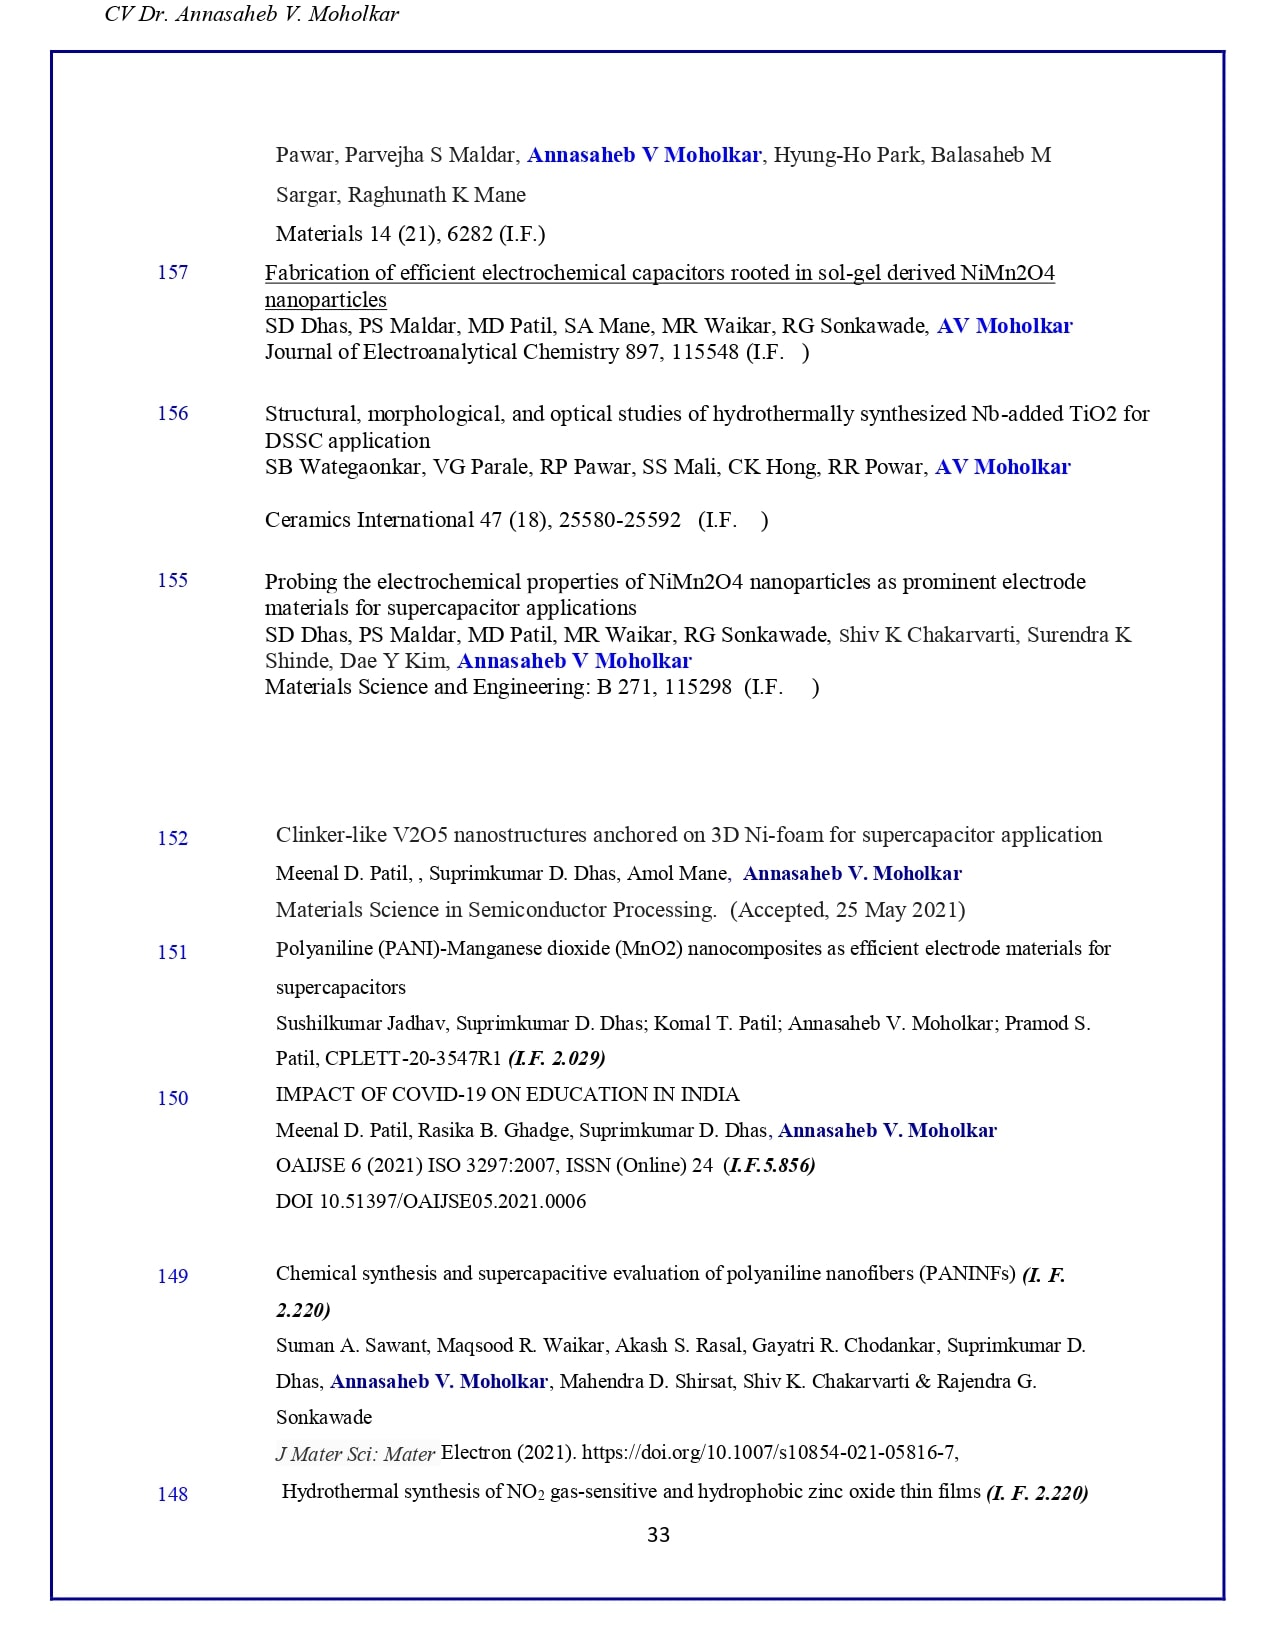 CV Dr. Annasaheb V. Moholkar
Pawar, Parvejha S Maldar, Annasaheb V Moholkar, Hyung-Ho Park, Balasaheb M
Sargar, Raghunath K Mane
Materials 14 (21), 6282 (I.F.)
157 Fabrication of efficient electrochemical capacitors rooted in sol-gel derived NiMn2O4
nanoparticles
SD Dhas, PS Maldar, MD Patil, SA Mane, MR Waikar, RG Sonkawade, AV Moholkar
Journal of Electroanalytical Chemistry 897, 115548 (I.F. )
156 Structural, morphological, and optical studies of hydrothermally synthesized Nb-added TiO2 for
DSSC application
SB Wategaonkar, VG Parale, RP Pawar, SS Mali, CK Hong, RR Powar, AV Moholkar
Ceramics International 47 (18), 25580-25592 (I.F. )
155 Probing the electrochemical properties of NiMn2O4 nanoparticles as prominent electrode
materials for supercapacitor applications
SD Dhas, PS Maldar, MD Patil, MR Waikar, RG Sonkawade, Shiv K Chakarvarti, Surendra K
Shinde, Dae Y Kim, Annasaheb V Moholkar
Materials Science and Engineering: B 271, 115298 (I.F. )
152 Clinker-like V2O5 nanostructures anchored on 3D Ni-foam for supercapacitor application
Meenal D. Patil, , Suprimkumar D. Dhas, Amol Mane, Annasaheb V. Moholkar
Materials Science in Semiconductor Processing. (Accepted, 25 May 2021)
151 Polyaniline (PANI)-Manganese dioxide (MnO2) nanocomposites as efficient electrode materials for
supercapacitors
Sushilkumar Jadhav, Suprimkumar D. Dhas; Komal T. Patil; Annasaheb V. Moholkar; Pramod S.
Patil, CPLETT-20-3547R1 (I.F. 2.029)
150 IMPACT OF COVID-19 ON EDUCATION IN INDIA
Meenal D. Patil, Rasika B. Ghadge, Suprimkumar D. Dhas, Annasaheb V. Moholkar
OAIJSE 6 (2021) ISO 3297:2007, ISSN (Online) 24 (I.F.5.856)
DOI 10.51397/OAIJSE05.2021.0006
149 Chemical synthesis and supercapacitive evaluation of polyaniline nanofibers (PANINFs) (I. F.
2.220)
Suman A. Sawant, Maqsood R. Waikar, Akash S. Rasal, Gayatri R. Chodankar, Suprimkumar D.
Dhas, Annasaheb V. Moholkar, Mahendra D. Shirsat, Shiv K. Chakarvarti & Rajendra G.
Sonkawade
J Mater Sci: Mater Electron (2021). https://doi.org/10.1007/s10854-021-05816-7,
148 Hydrothermal synthesis of NO₂ gas-sensitive and hydrophobic zinc oxide thin films (I. F. 2.220)
33